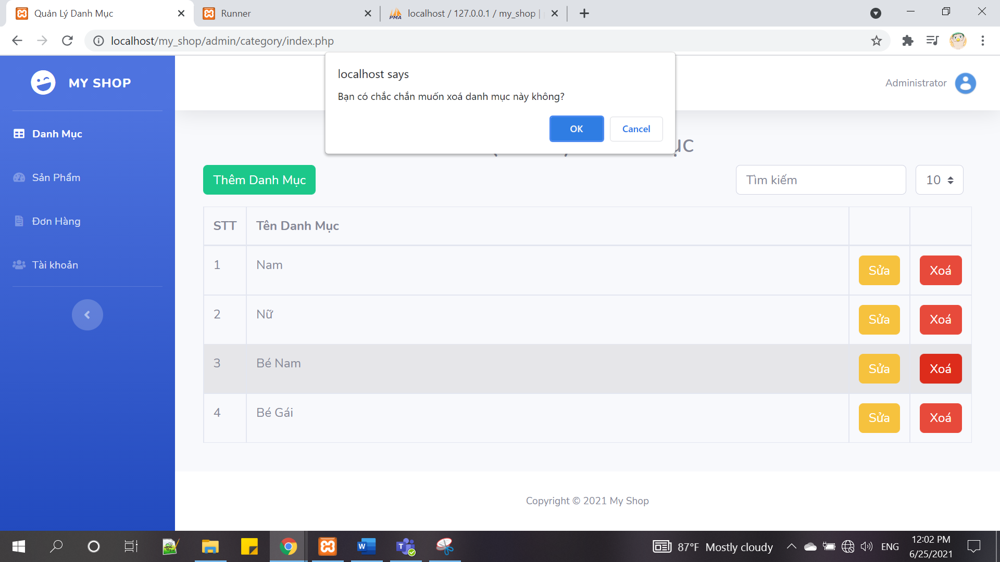 Quản Lý Danh Mục
Runner
localhost / 127.0.0.1 / my_shop |
localhost/my_shop/admin/category/index.php
MY SHOP
Administrator
localhost says
Bạn có chắc chắn muốn xoá danh mục này không?
OK
Cancel
Danh Mục
Sản Phẩm
Đơn Hàng
Tài khoản
ục
Thêm Danh Mục
Tìm kiếm
10
STT
Tên Danh Mục
1
Nam
Sửa
Xoá
2
Nữ
Sửa
Xoá
3
Bé Nam
Sửa
Xoá
4
Bé Gái
Sửa
Xoá
Copyright © 2021 My Shop
87°F Mostly cloudy
ENG
12:02 PM
6/25/2021